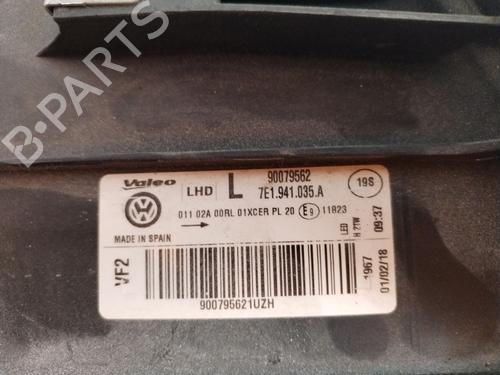 B-PARTS
Valeo
LHD
L
90079562
7E1.941.035.A
19S
011 02A 00RL 01XCER PL 20 E9 11823
MADE IN SPAIN
VF2
LED
H 21W
09:37
1967
01/02/18
900795621UZH